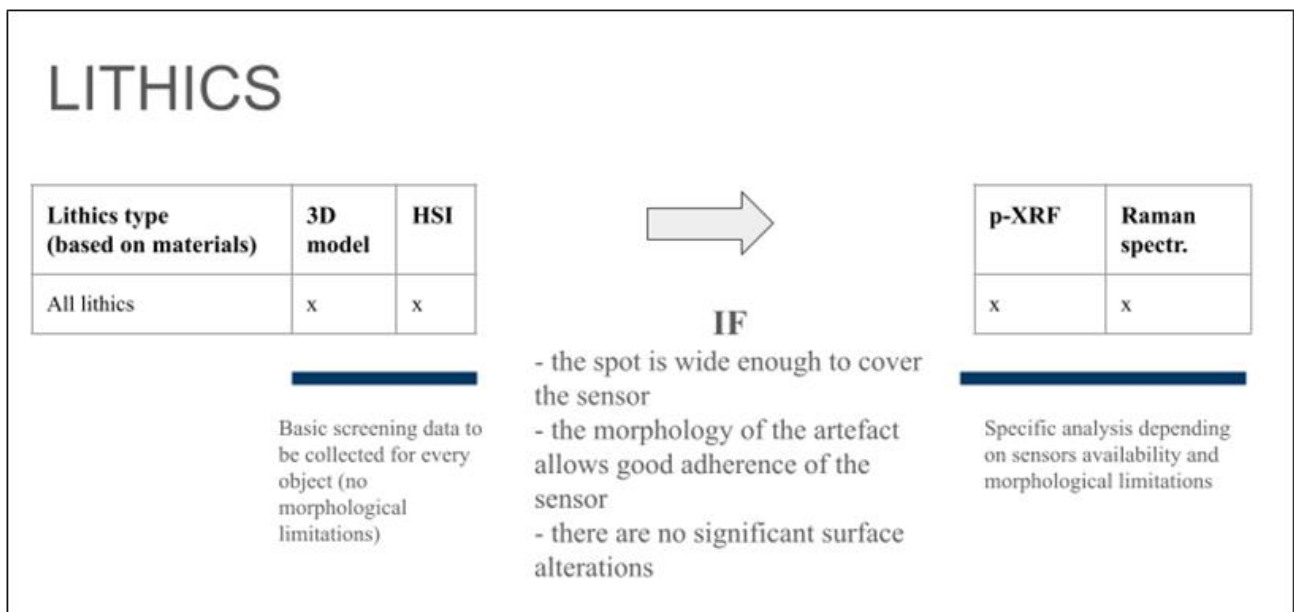 LITHICS
Lithics type
(based on materials)
3D
model
HSI
All lithics
x
x
Basic screening data to
be collected for every
object (no
morphological
limitations)
IF
- the spot is wide enough to cover
the sensor
- the morphology of the artefact
allows good adherence of the
sensor
- there are no significant surface
alterations
p-XRF
Raman
spectr.
x
x
Specific analysis depending
on sensors availability and
morphological limitations